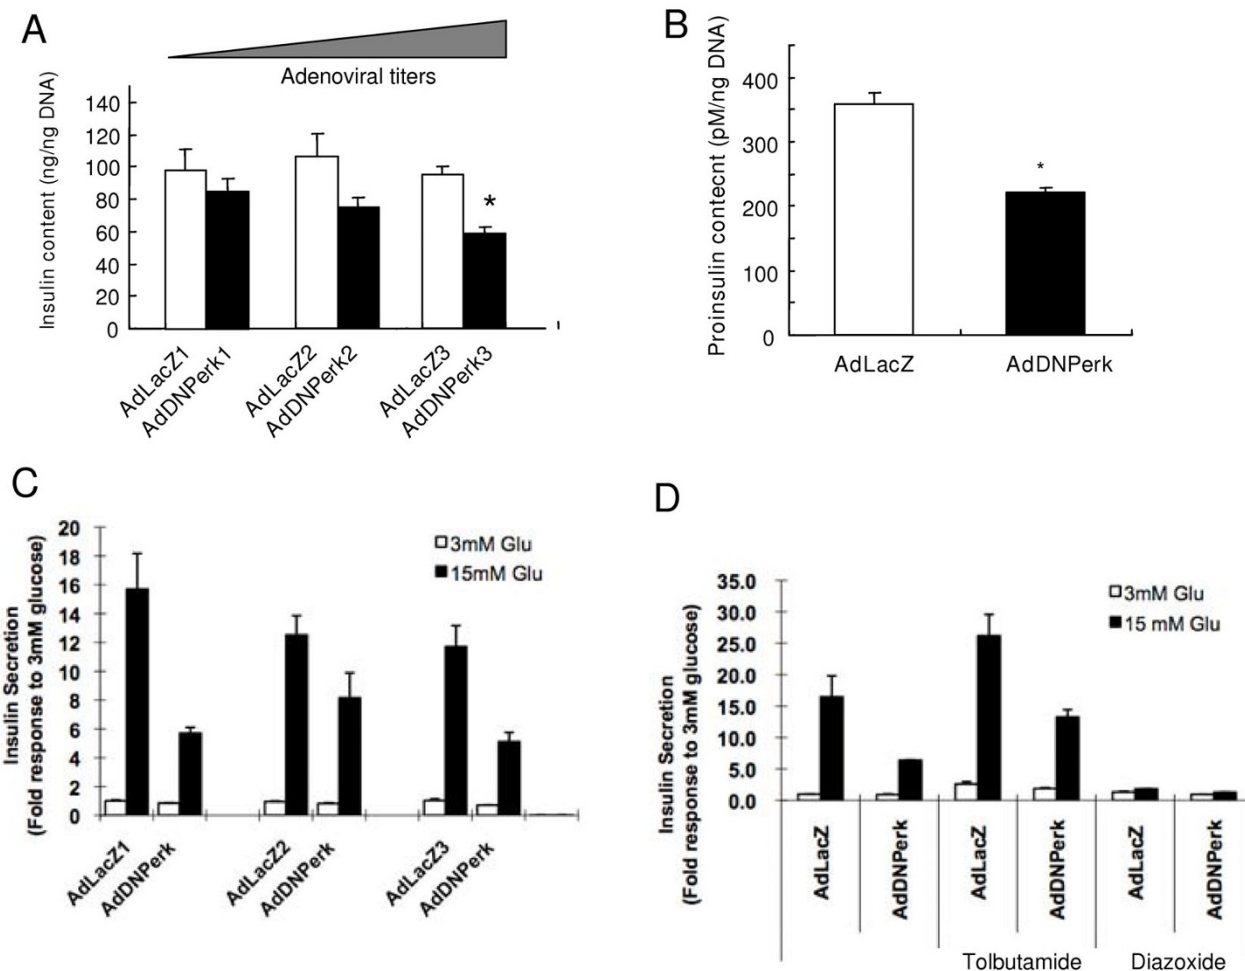 A
Adenoviral titers
Insulin content (ng/ng DNA)
140
120
100
80
60
40
20
0
*
AdLacZ1
AdDNPerk1
AdLacZ2
AdDNPerk2
AdLacZ3
AdDNPerk3
B
Proinsulin contecnt (pM/ng DNA)
400
300
200
100
0
*
AdLacZ
AdDNPerk
C
Insulin Secretion
(Fold response to 3mM glucose)
20
18
16
14
12
10
8
6
4
2
0
3mM Glu
15mM Glu
AdLacZ1
AdDNPerk
AdLacZ2
AdDNPerk
AdLacZ3
AdDNPerk
D
Insulin Secretion
(Fold response to 3mM glucose)
35.0
30.0
25.0
20.0
15.0
10.0
5.0
0.0
3mM Glu
15 mM Glu
AdLacZ
AdDNPerk
AdLacZ
AdDNPerk
AdLacZ
AdDNPerk
Tolbutamide
Diazoxide